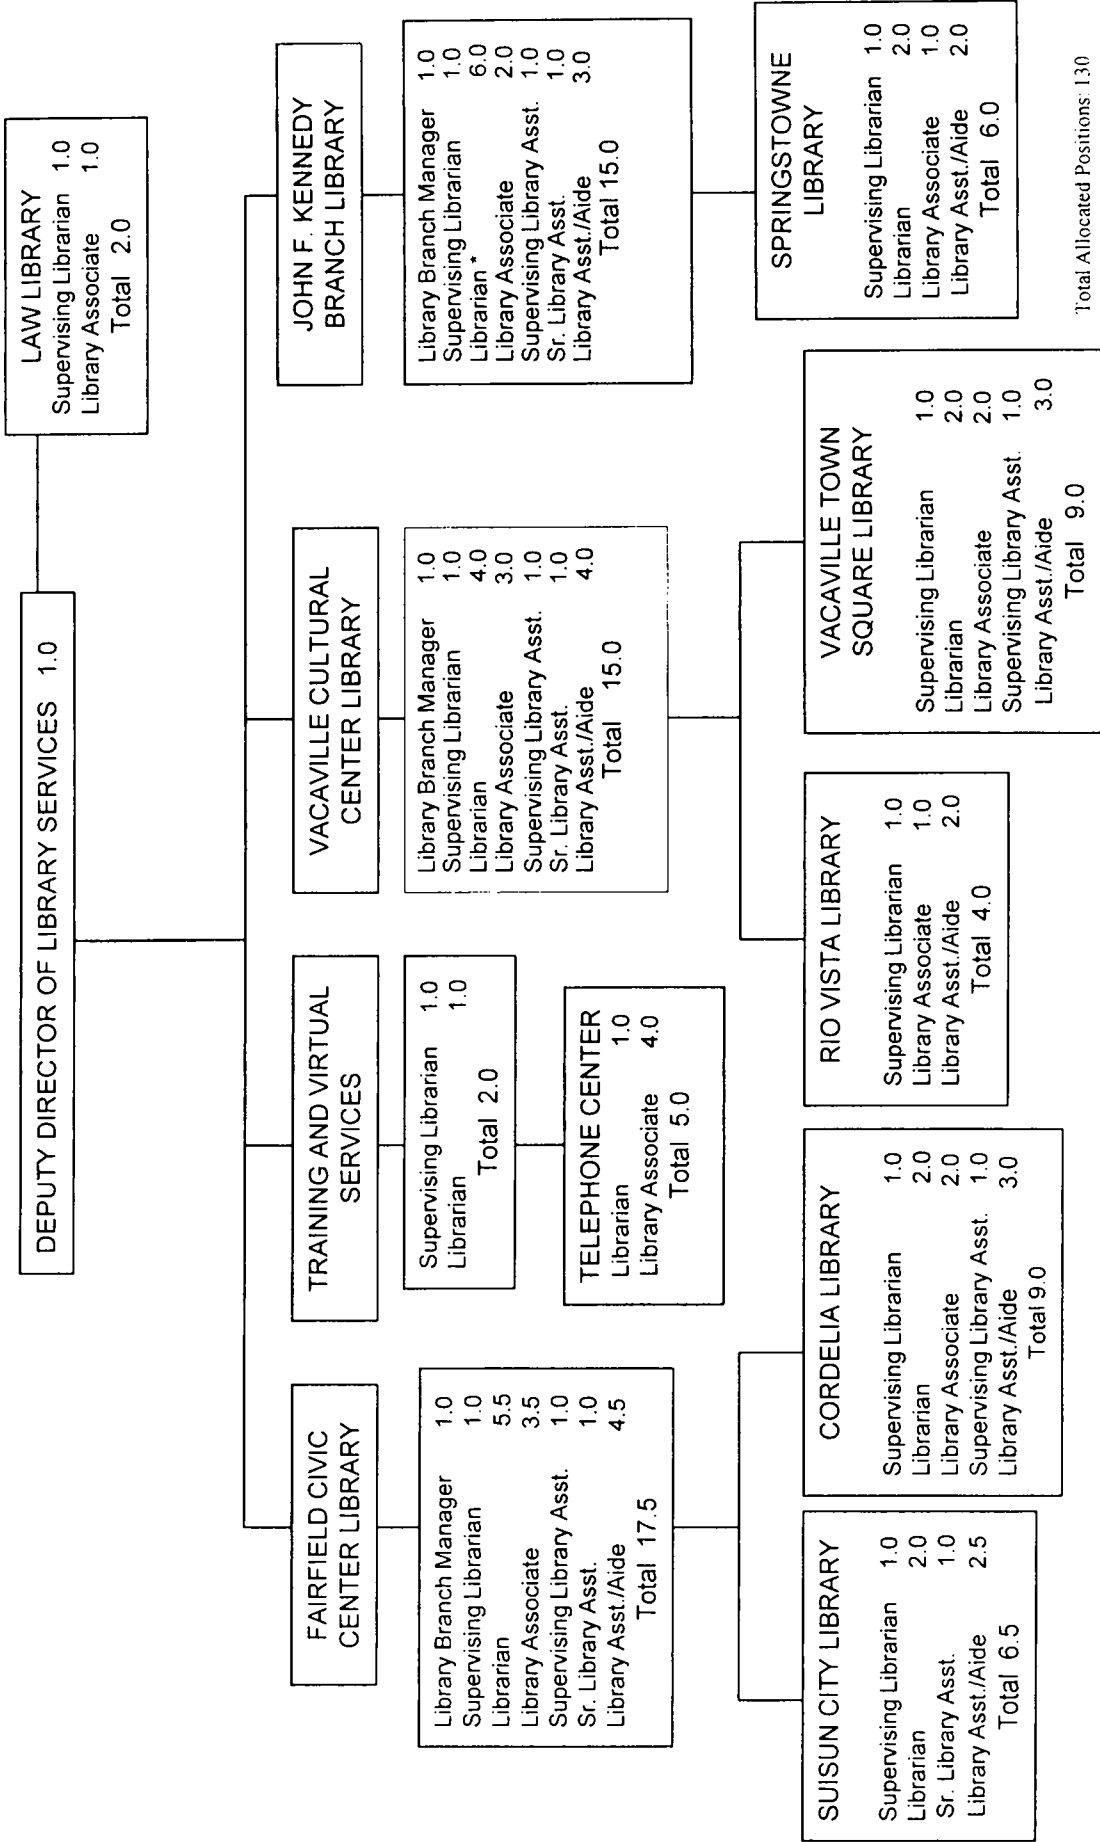 LAW LIBRARY
Supervising Librarian 1.0
Library Associate 1.0
Total 2.0
DEPUTY DIRECTOR OF LIBRARY SERVICES 1.0
FAIRFIELD CIVIC
CENTER LIBRARY
Library Branch Manager 1.0
Supervising Librarian 1.0
Librarian 5.5
Library Associate 3.5
Supervising Library Asst. 1.0
Sr. Library Asst. 1.0
Library Asst./Aide 4.5
Total 17.5
TRAINING AND VIRTUAL
SERVICES
Supervising Librarian 1.0
Librarian 1.0
Total 2.0
TELEPHONE CENTER
Librarian 1.0
Library Associate 4.0
Total 5.0
VACAVILLE CULTURAL
CENTER LIBRARY
Library Branch Manager 1.0
Supervising Librarian 1.0
Librarian 4.0
Library Associate 3.0
Supervising Library Asst. 1.0
Sr. Library Asst. 1.0
Library Asst./Aide 4.0
Total 15.0
JOHN F. KENNEDY
BRANCH LIBRARY
Library Branch Manager 1.0
Supervising Librarian 1.0
Librarian * 6.0
Library Associate 2.0
Supervising Library Asst. 1.0
Sr. Library Asst. 1.0
Library Asst./Aide 3.0
Total 15.0
SUISUN CITY LIBRARY
Supervising Librarian 1.0
Librarian 2.0
Sr. Library Asst. 1.0
Library Asst./Aide 2.5
Total 6.5
CORDELIA LIBRARY
Supervising Librarian 1.0
Librarian 2.0
Library Associate 2.0
Supervising Library Asst. 1.0
Library Asst./Aide 3.0
Total 9.0
RIO VISTA LIBRARY
Supervising Librarian 1.0
Library Associate 1.0
Library Asst./Aide 2.0
Total 4.0
VACAVILLE TOWN
SQUARE LIBRARY
Supervising Librarian 1.0
Librarian 2.0
Library Associate 2.0
Supervising Library Asst. 1.0
Library Asst./Aide 3.0
Total 9.0
SPRINGSTOWNE
LIBRARY
Supervising Librarian 1.0
Librarian 2.0
Library Associate 1.0
Library Asst./Aide 2.0
Total 6.0
Total Allocated Positions: 130